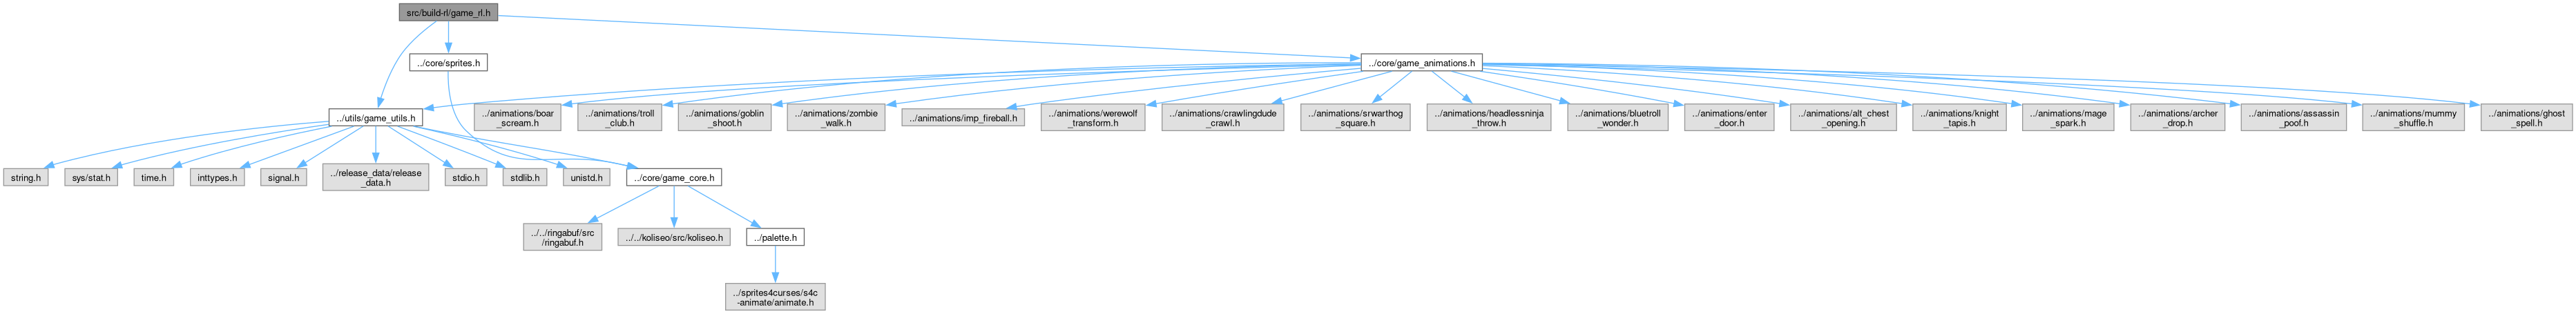 src/build-rl/game_rl.h
../core/sprites.h
../core/game_animations.h
../utils/game_utils.h
../animations/boar
_scream.h
../animations/troll
_club.h
../animations/goblin
_shoot.h
../animations/zombie
_walk.h
../animations/imp_fireball.h
../animations/werewolf
_transform.h
../animations/crawlingdude
_crawl.h
../animations/srwarthog
_square.h
../animations/headlessninja
_throw.h
../animations/bluetroll
_wonder.h
../animations/enter
_door.h
../animations/alt_chest
_opening.h
../animations/knight
_tapis.h
../animations/mage
_spark.h
../animations/archer
_drop.h
../animations/assassin
_poof.h
../animations/mummy
_shuffle.h
../animations/ghost
_spell.h
string.h
sys/stat.h
time.h
inttypes.h
signal.h
../release_data/release
_data.h
stdio.h
stdlib.h
unistd.h
../core/game_core.h
../../ringabuf/src
/ringabuf.h
../../koliseo/src/koliseo.h
../palette.h
../sprites4curses/s4c
-animate/animate.h